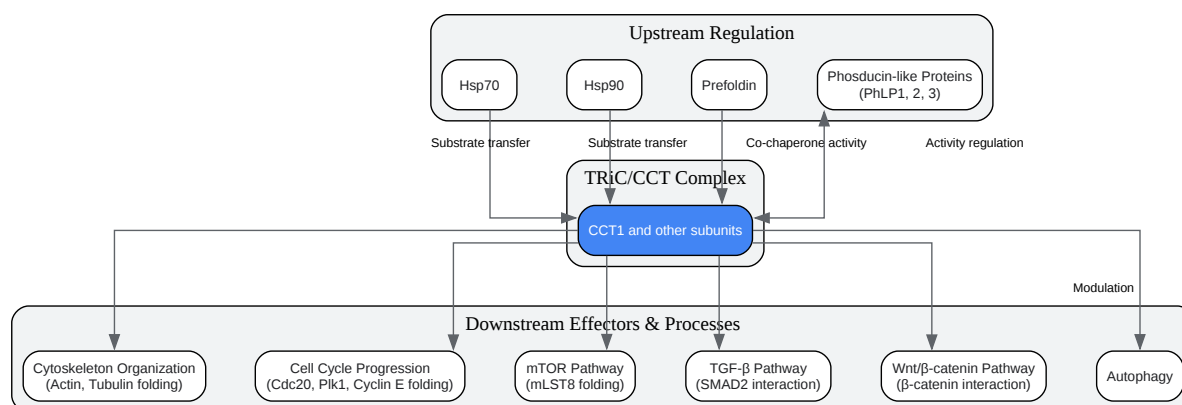 Upstream Regulation
Hsp70
Hsp90
Prefoldin
Phosducin-like Proteins
(PhLP1, 2, 3)
Substrate transfer
Substrate transfer
Co-chaperone activity
Activity regulation
TRiC/CCT Complex
CCT1 and other subunits
Modulation
Downstream Effectors & Processes
Cytoskeleton Organization
(Actin, Tubulin folding)
Cell Cycle Progression
(Cdc20, Plk1, Cyclin E folding)
mTOR Pathway
(mLST8 folding)
TGF-β Pathway
(SMAD2 interaction)
Wnt/β-catenin Pathway
(β-catenin interaction)
Autophagy